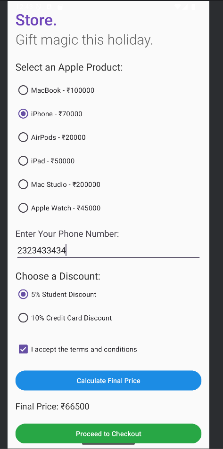 Store.
Gift magic this holiday.
Select an Apple Product:
MacBook - ₹100000
iPhone - ₹70000
AirPods - ₹20000
iPad - ₹50000
Mac Studio - ₹200000
Apple Watch - ₹45000
Enter Your Phone Number:
2323433434
Choose a Discount:
5% Student Discount
10% Credit Card Discount
I accept the terms and conditions
Calculate Final Price
Final Price: ₹66500
Proceed to Checkout